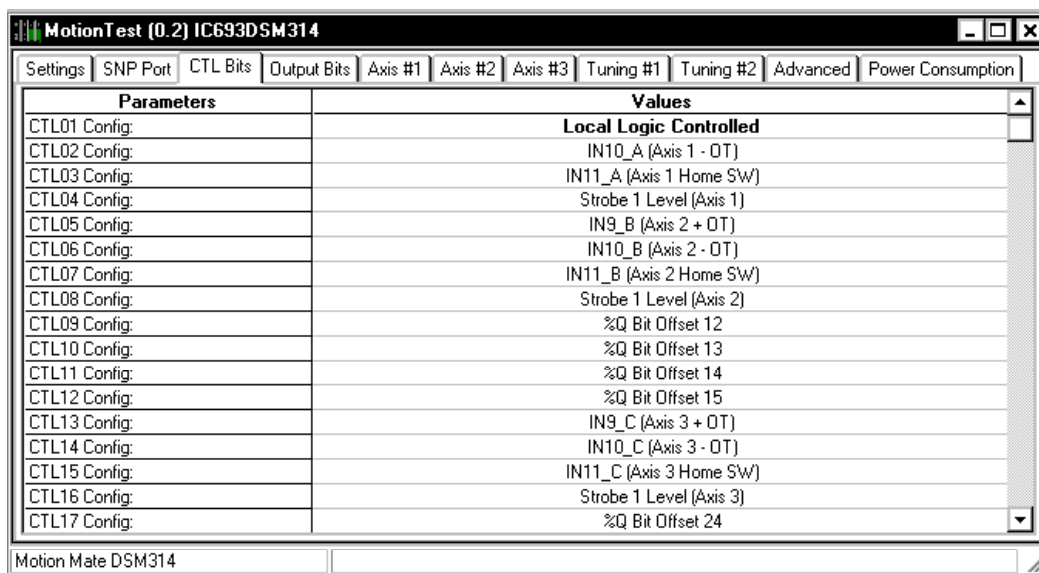 MotionTest (0.2) IC693DSM314
Settings SNP Port CTL Bits Output Bits Axis #1 Axis #2 Axis #3 Tuning #1 Tuning #2 Advanced Power Consumption
Parameters Values
CTL01 Config: Local Logic Controlled
CTL02 Config: IN10_A (Axis 1 - OT)
CTL03 Config: IN11_A (Axis 1 Home SW)
CTL04 Config: Strobe 1 Level (Axis 1)
CTL05 Config: IN9_B (Axis 2 + OT)
CTL06 Config: IN10_B (Axis 2 - OT)
CTL07 Config: IN11_B (Axis 2 Home SW)
CTL08 Config: Strobe 1 Level (Axis 2)
CTL09 Config: %Q Bit Offset 12
CTL10 Config: %Q Bit Offset 13
CTL11 Config: %Q Bit Offset 14
CTL12 Config: %Q Bit Offset 15
CTL13 Config: IN9_C (Axis 3 + OT)
CTL14 Config: IN10_C (Axis 3 - OT)
CTL15 Config: IN11_C (Axis 3 Home SW)
CTL16 Config: Strobe 1 Level (Axis 3)
CTL17 Config: %Q Bit Offset 24
Motion Mate DSM314